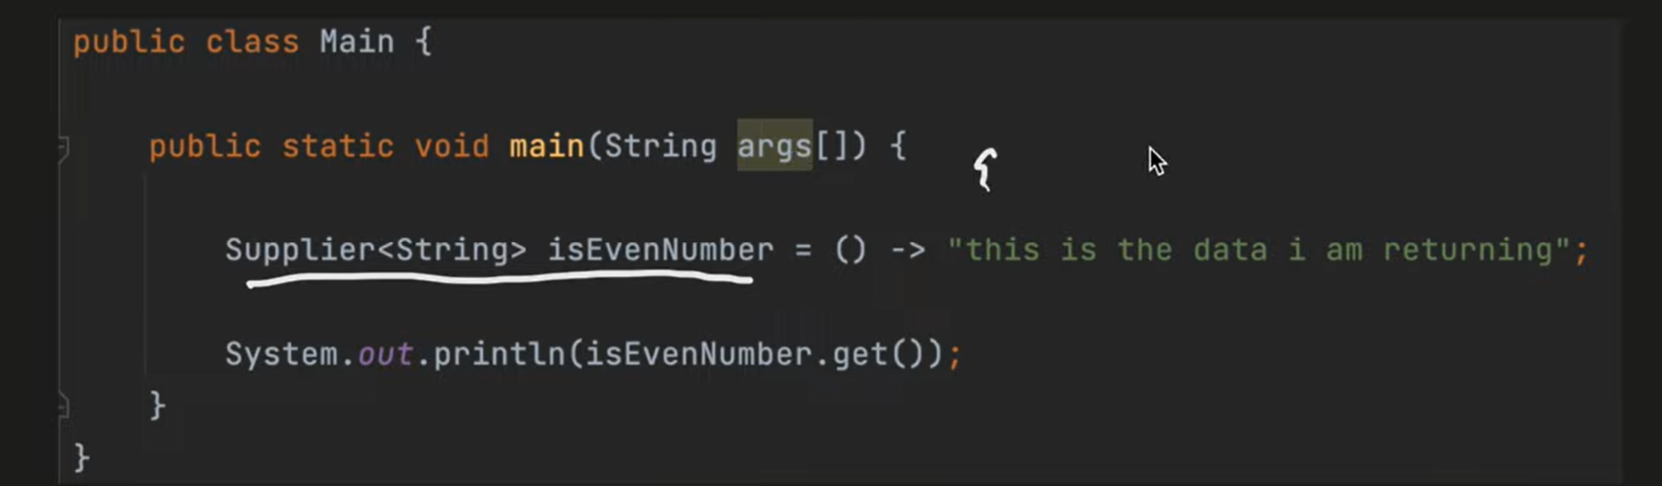 public class Main {
public static void main(String args[]) {
Supplier<String> isEvenNumber = () -> "this is the data i am returning";
System.out.println(isEvenNumber.get());
}
}